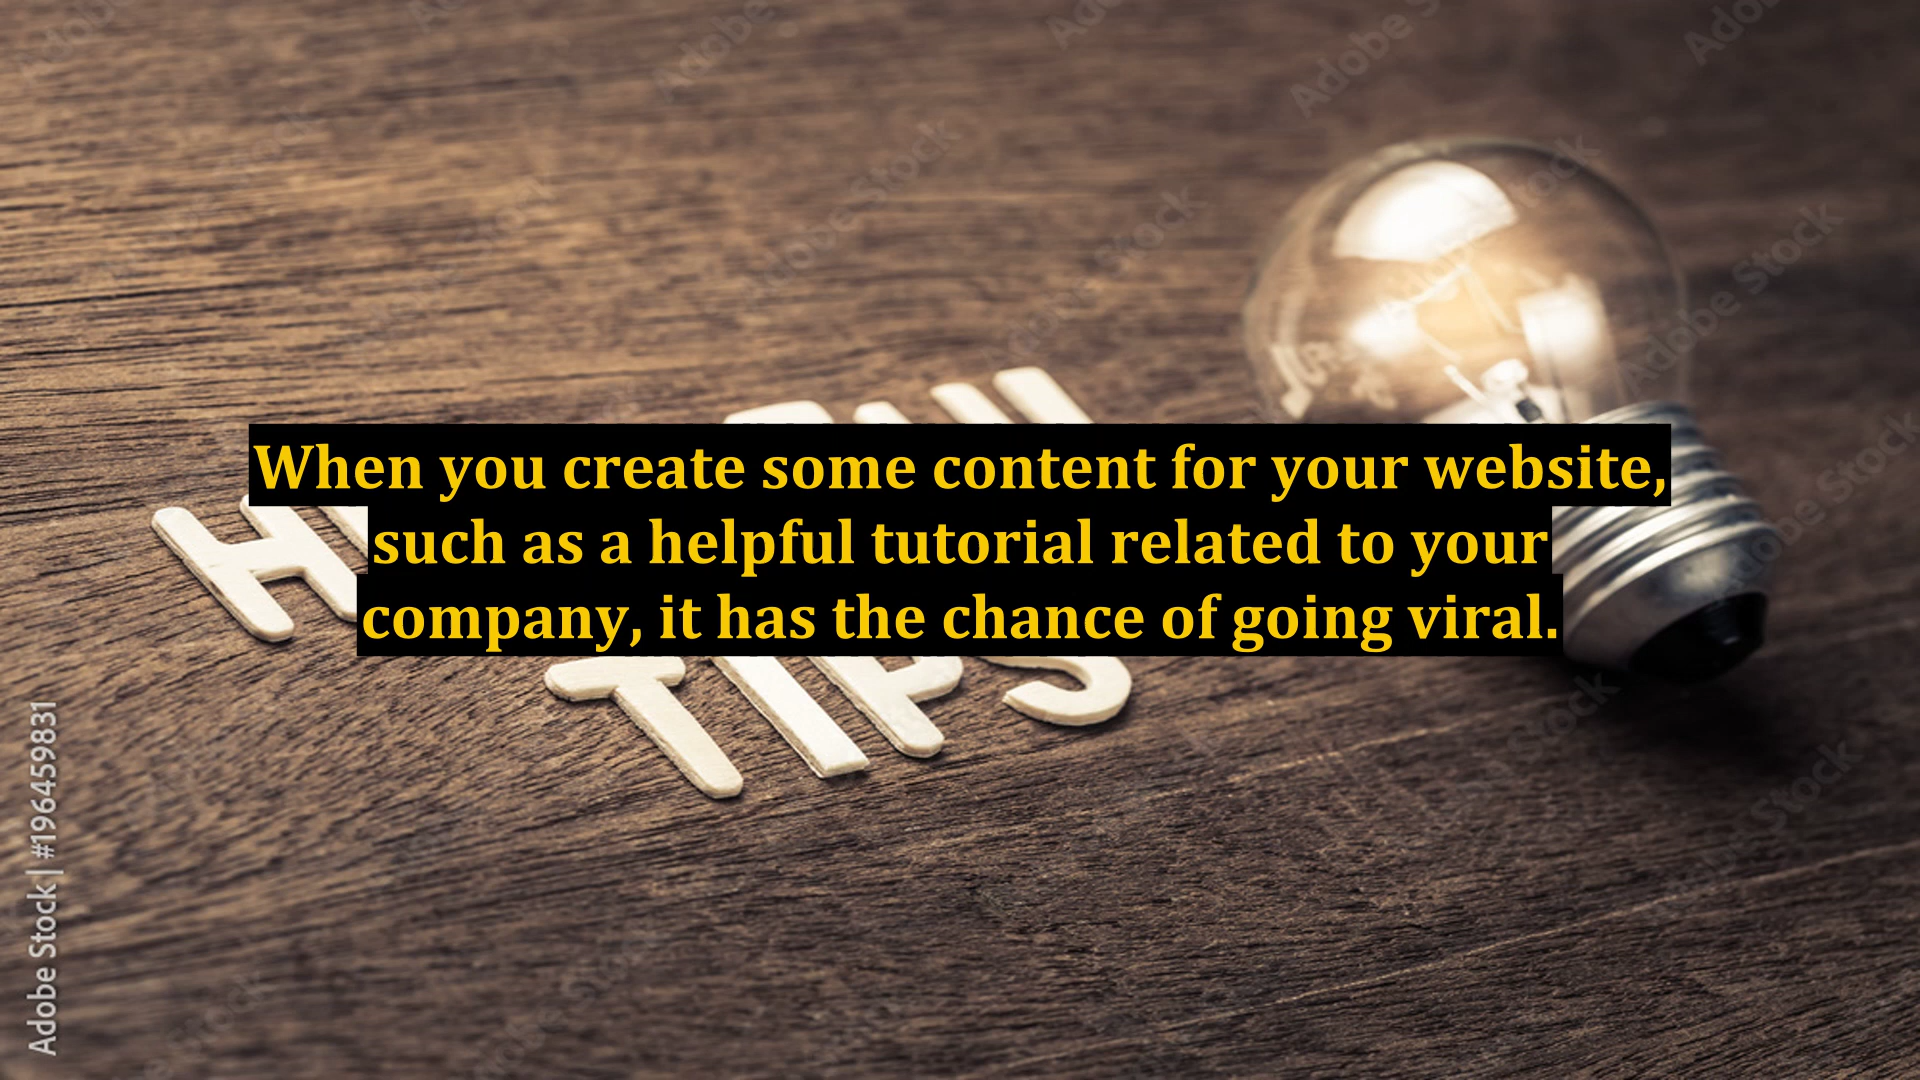 When you create some content for your website,
such as a helpful tutorial related to your
company, it has the chance of going viral.
TIPS
Adobe Stock | #196459831